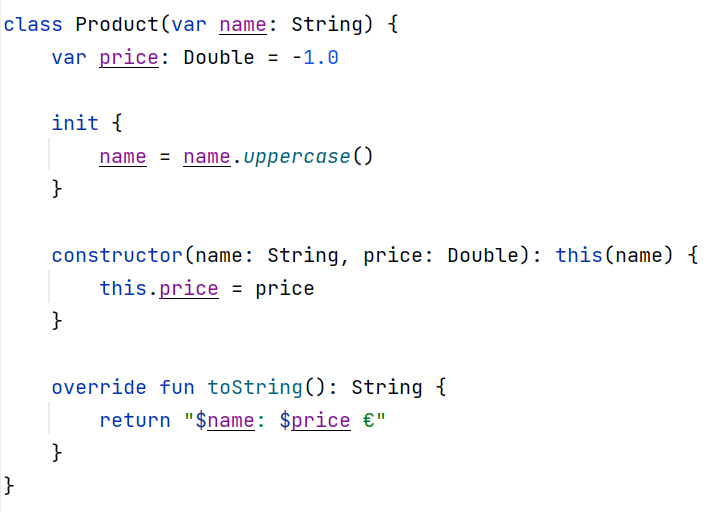 class Product(var name: String) {
    var price: Double = -1.0

    init {
        name = name.uppercase()
    }

    constructor(name: String, price: Double): this(name) {
        this.price = price
    }

    override fun toString(): String {
        return "$name: $price €"
    }
}